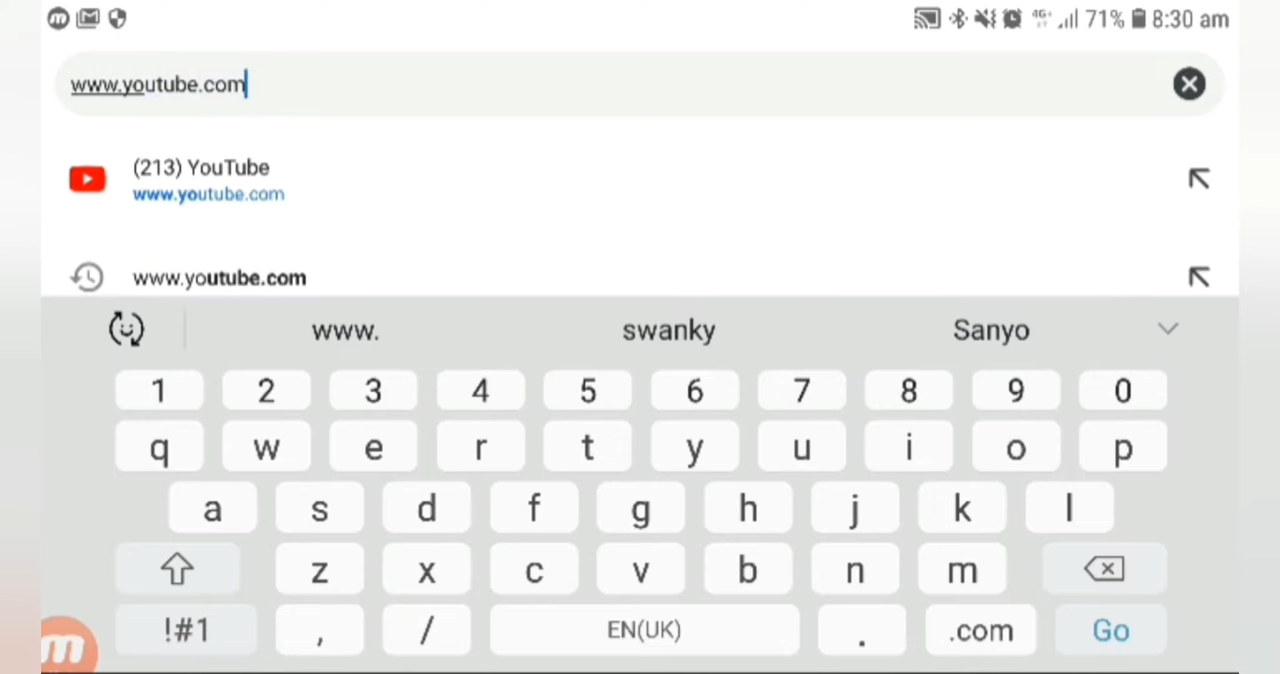 4G+ 71% 8:30 am
www.youtube.com
(213) YouTube
www.youtube.com
www.youtube.com
www. swanky Sanyo
1 2 3 4 5 6 7 8 9 0
q w e r t y u i o p
a s d f g h j k l
z x c v b n m
!#1 , / EN(UK) . .com Go
m